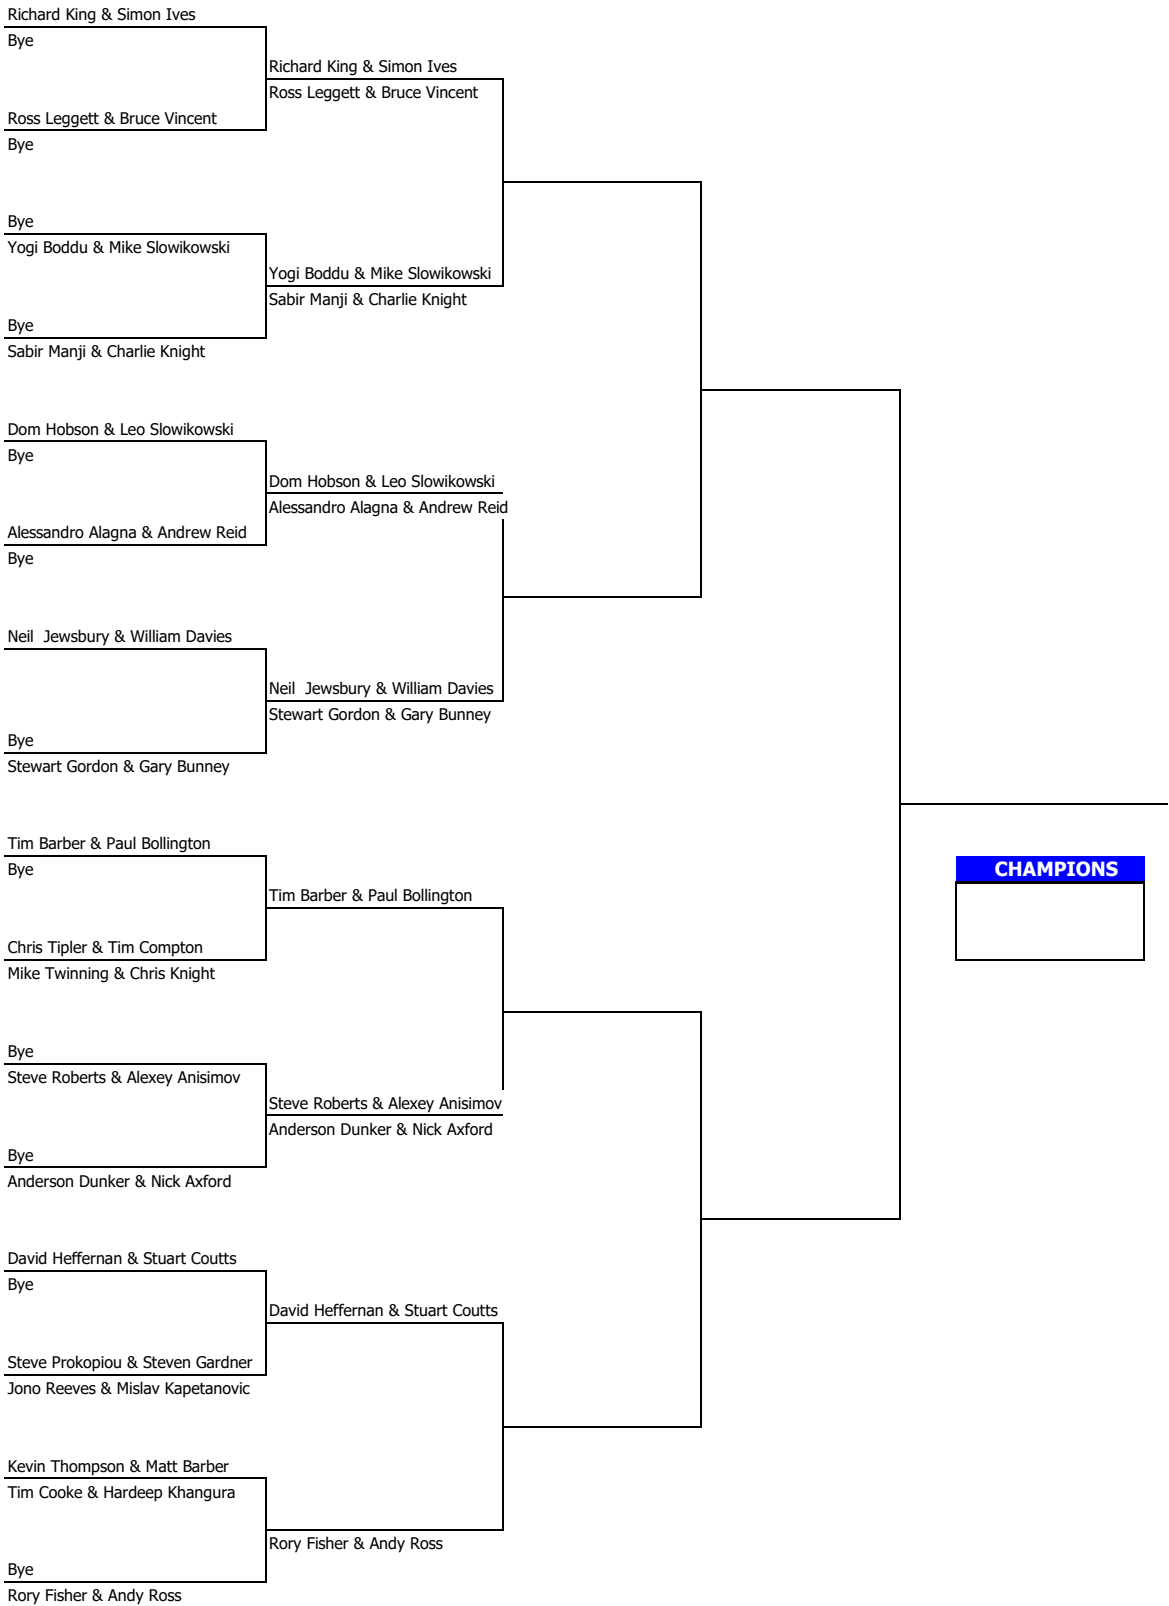 Richard King & Simon Ives
Bye
Richard King & Simon Ives
Ross Leggett & Bruce Vincent
Ross Leggett & Bruce Vincent
Bye
Bye
Yogi Boddu & Mike Slowikowski
Yogi Boddu & Mike Slowikowski
Sabir Manji & Charlie Knight
Bye
Sabir Manji & Charlie Knight
Dom Hobson & Leo Slowikowski
Bye
Dom Hobson & Leo Slowikowski
Alessandro Alagna & Andrew Reid
Alessandro Alagna & Andrew Reid
Bye
Neil  Jewsbury & William Davies
Neil  Jewsbury & William Davies
Stewart Gordon & Gary Bunney
Bye
Stewart Gordon & Gary Bunney
Tim Barber & Paul Bollington
Bye
CHAMPIONS
Tim Barber & Paul Bollington
Chris Tipler & Tim Compton
Mike Twinning & Chris Knight
Bye
Steve Roberts & Alexey Anisimov
Steve Roberts & Alexey Anisimov
Anderson Dunker & Nick Axford
Bye
Anderson Dunker & Nick Axford
David Heffernan & Stuart Coutts
Bye
David Heffernan & Stuart Coutts
Steve Prokopiou & Steven Gardner
Jono Reeves & Mislav Kapetanovic
Kevin Thompson & Matt Barber
Tim Cooke & Hardeep Khangura
Rory Fisher & Andy Ross
Bye
Rory Fisher & Andy Ross